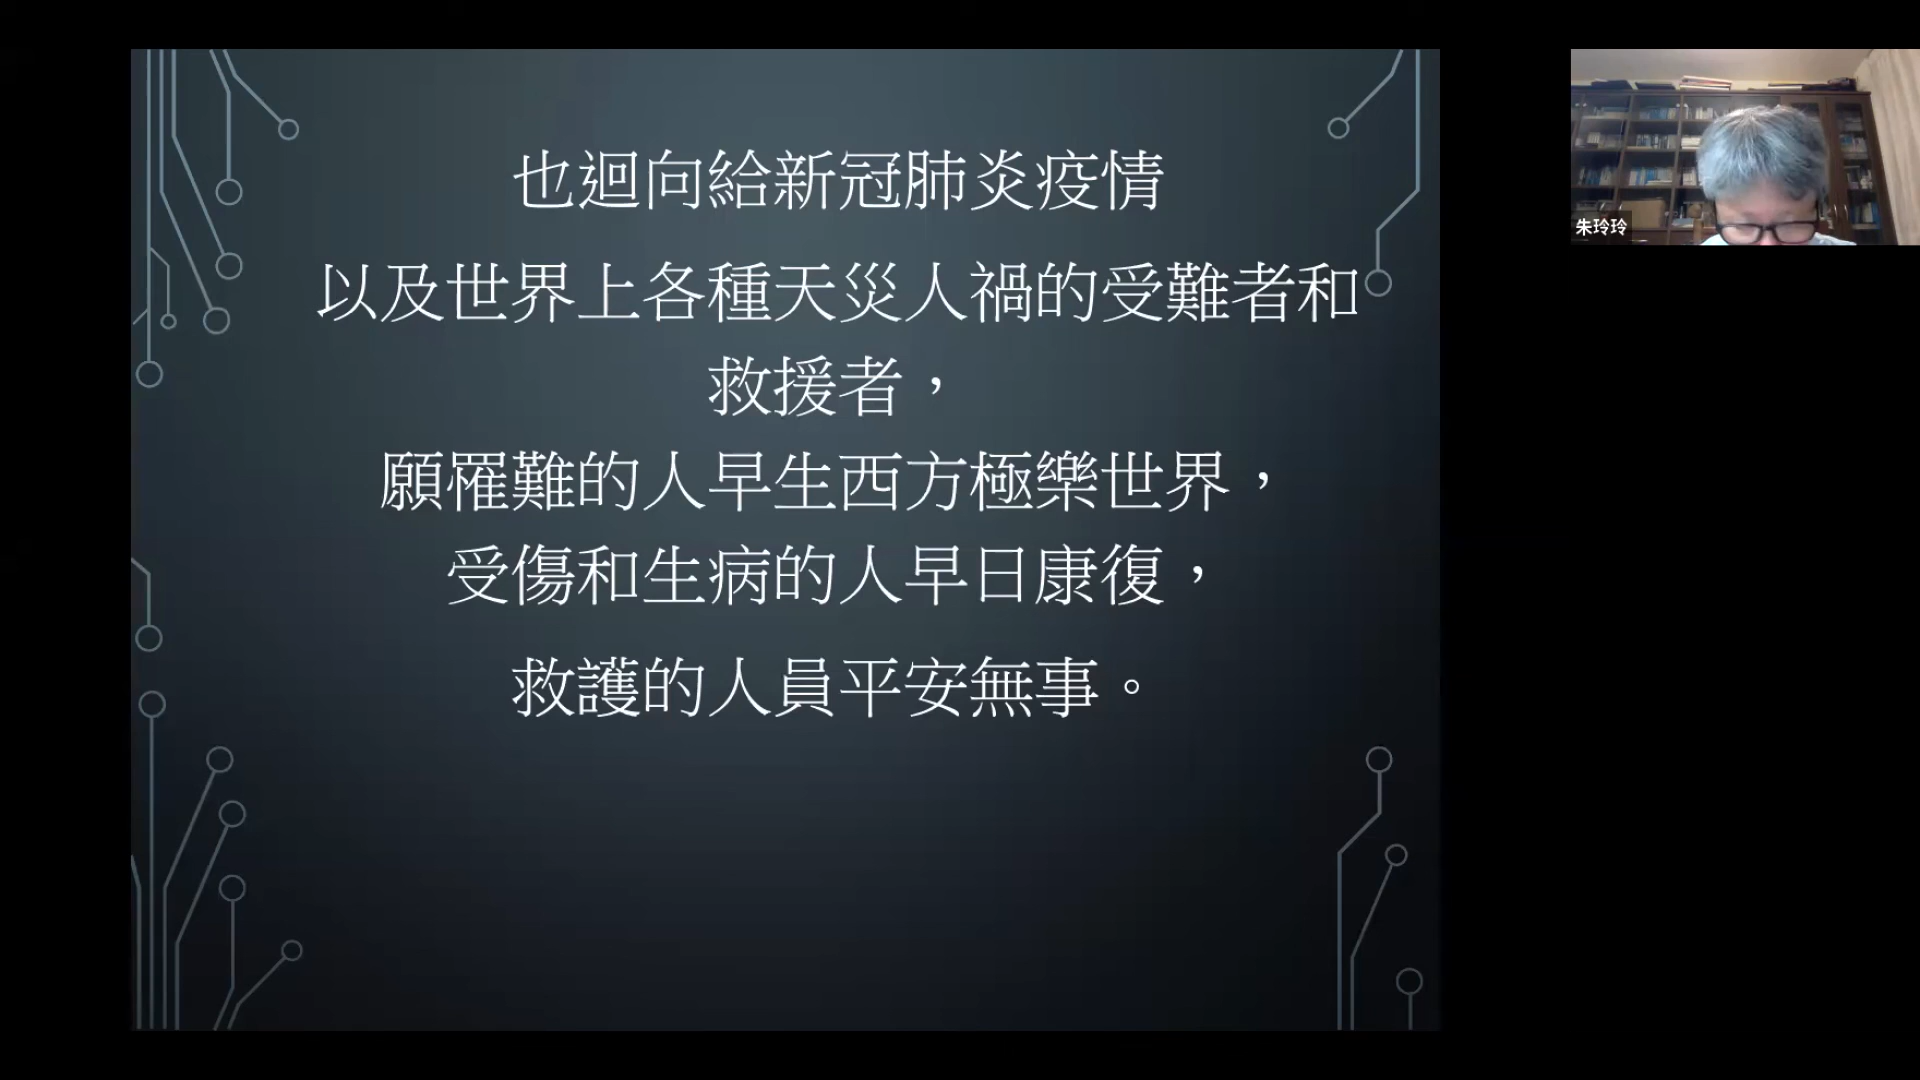 也迴向給新冠肺炎疫情
以及世界上各種天災人禍的受難者和
救援者，
願罹難的人早生西方極樂世界，
受傷和生病的人早日康復，
救護的人員平安無事。
朱玲玲